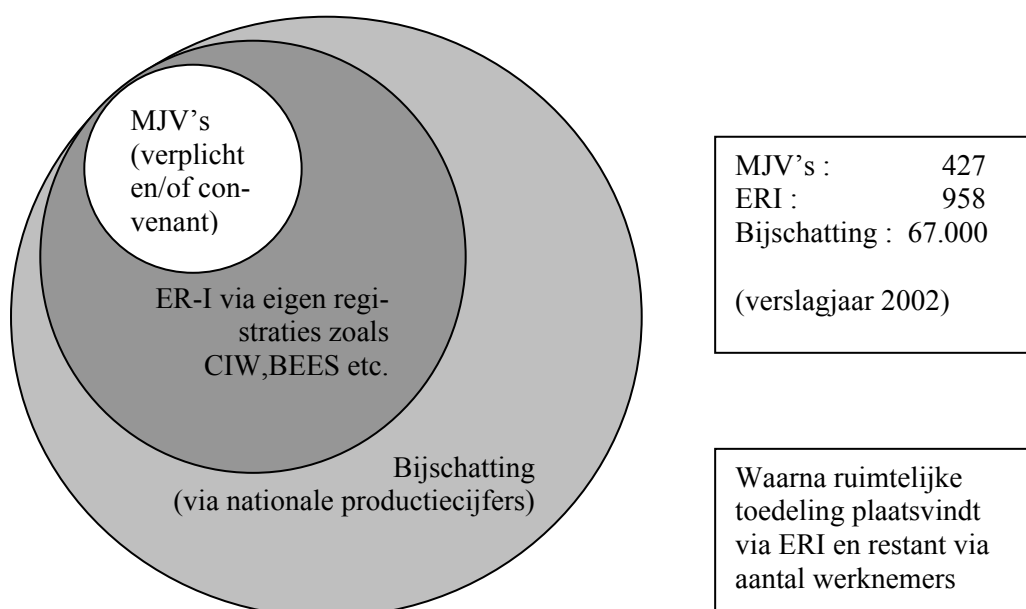 MJV's
(verplicht
en/of con-
venant)
ER-I via eigen regi-
straties zoals
CIW,BEES etc.
Bijschatting
(via nationale productiecijfers)
MJV's : 427
ERI : 958
Bijschatting : 67.000
(verslagjaar 2002)
Waarna ruimtelijke
toedeling plaatsvindt
via ERI en restant via
aantal werknemers